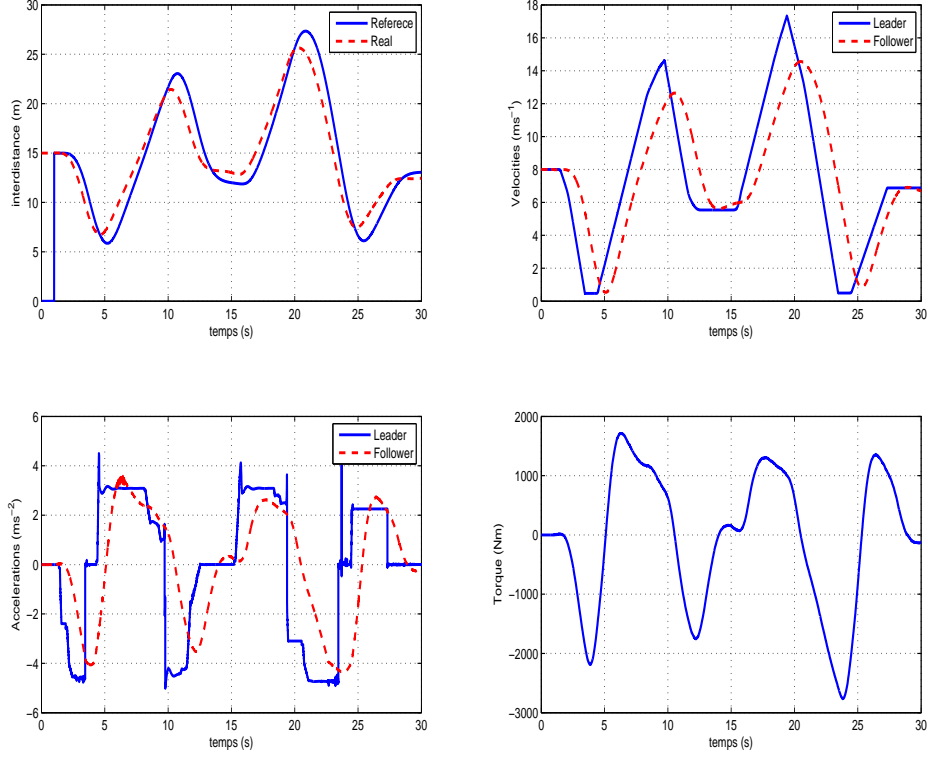 30
25
20
15
10
5
0
interdistance (m)
Referece
Real
0 5 10 15 20 25 30
temps (s)
18
16
14
12
10
8
6
4
2
0
Velocities (ms⁻¹)
Leader
Follower
0 5 10 15 20 25 30
temps (s)
6
4
2
0
−2
−4
−6
Accelerations (ms⁻²)
Leader
Follower
0 5 10 15 20 25 30
temps (s)
2000
1000
0
−1000
−2000
−3000
Torque (Nm)
0 5 10 15 20 25 30
temps (s)